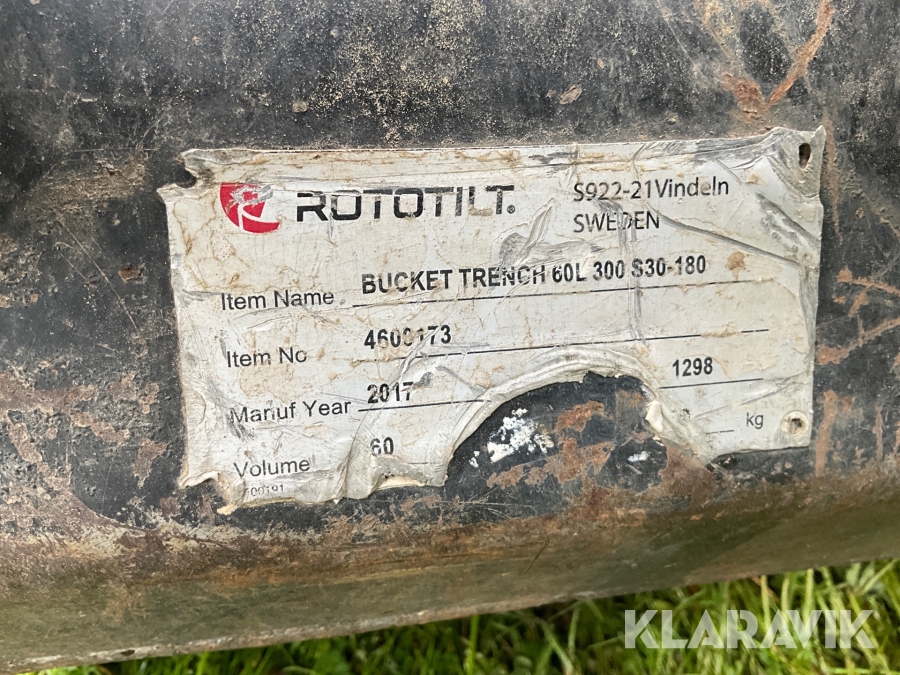 ROTOTILT®
S922-21Vindeln
SWEDEN
Item Name BUCKET TRENCH 60L 300 S30-180
Item No
Manuf Year 2017 1298
Volume 60 kg
KLARAVIK